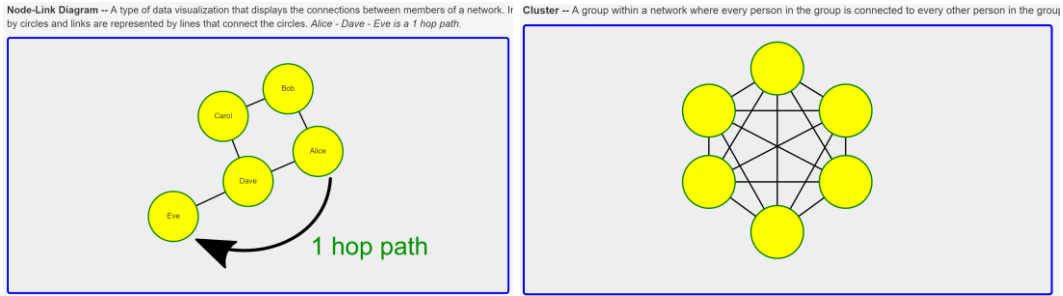 Node-Link Diagram -- A type of data visualization that displays the connections between members of a network. Ir
by circles and links are represented by lines that connect the circles. Alice - Dave - Eve is a 1 hop path.
Bob
Carol
Alice
Dave
Eve
1 hop path
Cluster -- A group within a network where every person in the group is connected to every other person in the group